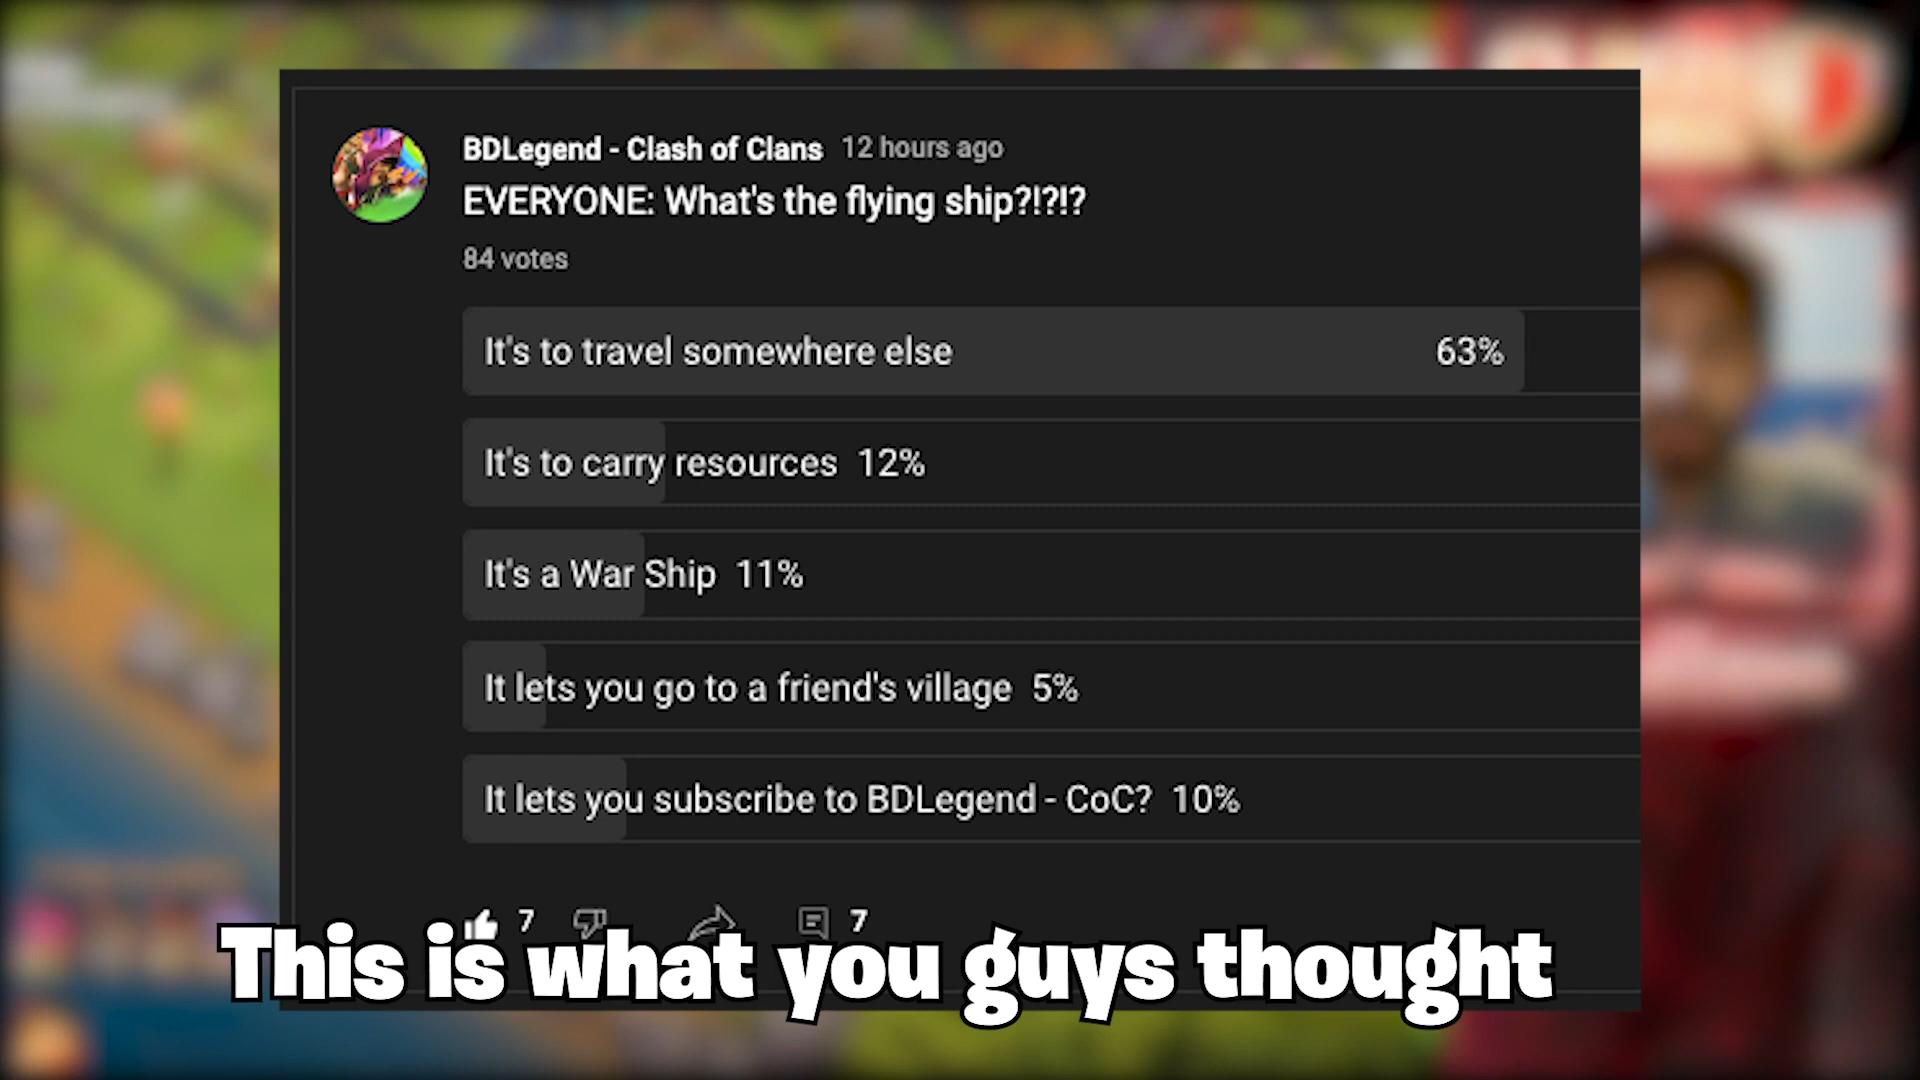 BDLegend - Clash of Clans 12 hours ago
EVERYONE: What's the flying ship?!?!?
84 votes
It's to travel somewhere else 63%
It's to carry resources 12%
It's a War Ship 11%
It lets you go to a friend's village 5%
It lets you subscribe to BDLegend - CoC? 10%
7 7
This is what you guys thought